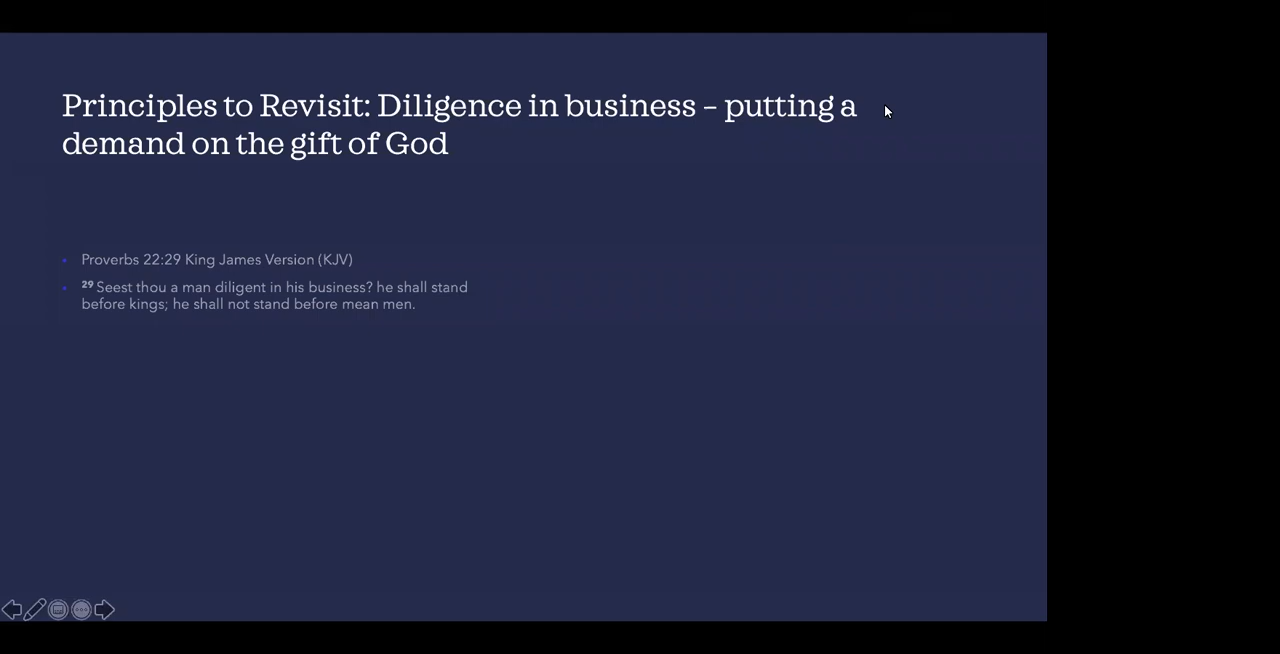 Principles to Revisit: Diligence in business – putting a
demand on the gift of God
• Proverbs 22:29 King James Version (KJV)
• 29 Seest thou a man diligent in his business? he shall stand
before kings; he shall not stand before mean men.